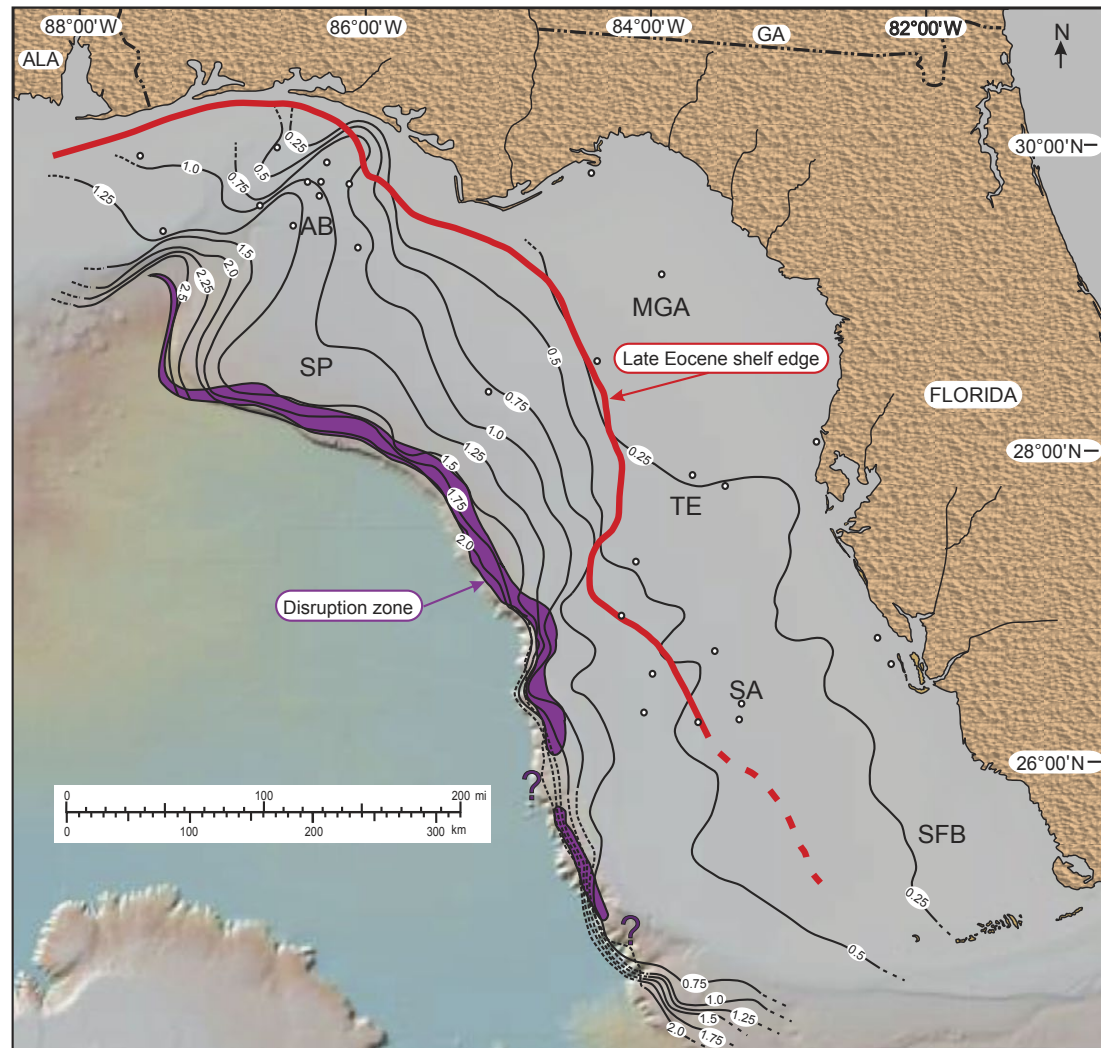 88°00'W
86°00'W
84°00'W
82°00'W
ALA
GA
N
30°00'N
0.25
0.5
0.75
1.0
1.25
AB
1.5
2.0
2.25
2.5
MGA
0.5
Late Eocene shelf edge
SP
0.75
FLORIDA
1.0
1.25
0.25
28°00'N
1.5
1.75
TE
2.0
Disruption zone
SA
26°00'N
?
0 100 200 mi
0 100 200 300 km
SFB
0.25
?
0.5
0.75
1.0
1.25
1.5
1.75
2.0